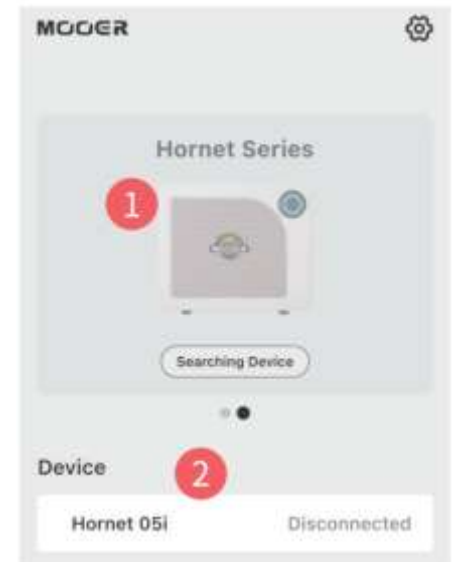 MOOER
Hornet Series
1
Searching Device
Device
2
Hornet 05i Disconnected